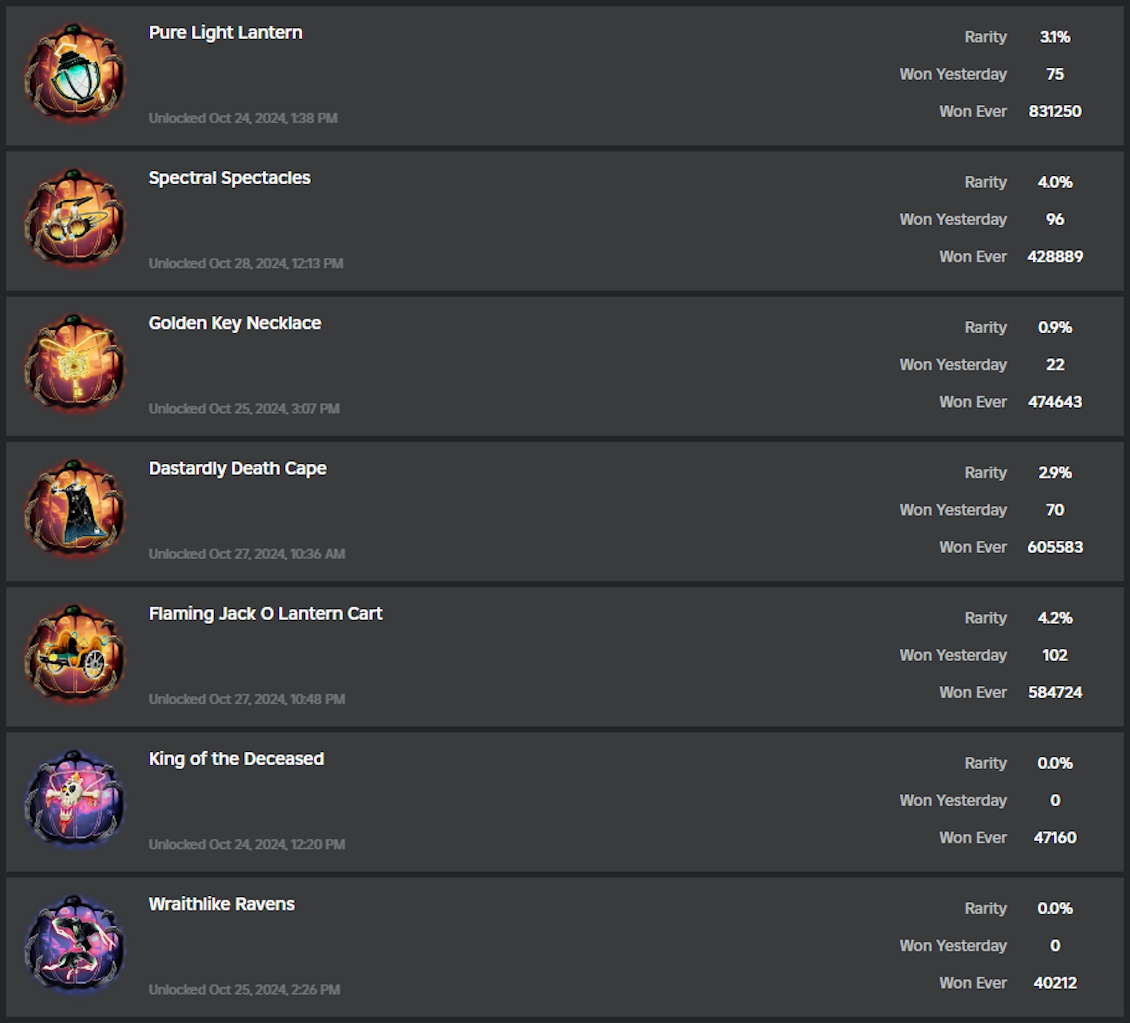 Pure Light Lantern
Rarity 3.1%
Won Yesterday 75
Won Ever 831250
Unlocked Oct 24, 2024, 1:38 PM
Spectral Spectacles
Rarity 4.0%
Won Yesterday 96
Won Ever 428889
Unlocked Oct 28, 2024, 12:13 PM
Golden Key Necklace
Rarity 0.9%
Won Yesterday 22
Won Ever 474643
Unlocked Oct 25, 2024, 3:07 PM
Dastardly Death Cape
Rarity 2.9%
Won Yesterday 70
Won Ever 605583
Unlocked Oct 27, 2024, 10:36 AM
Flaming Jack O Lantern Cart
Rarity 4.2%
Won Yesterday 102
Won Ever 584724
Unlocked Oct 27, 2024, 10:48 PM
King of the Deceased
Rarity 0.0%
Won Yesterday 0
Won Ever 47160
Unlocked Oct 24, 2024, 12:20 PM
Wraithlike Ravens
Rarity 0.0%
Won Yesterday 0
Won Ever 40212
Unlocked Oct 25, 2024, 2:26 PM